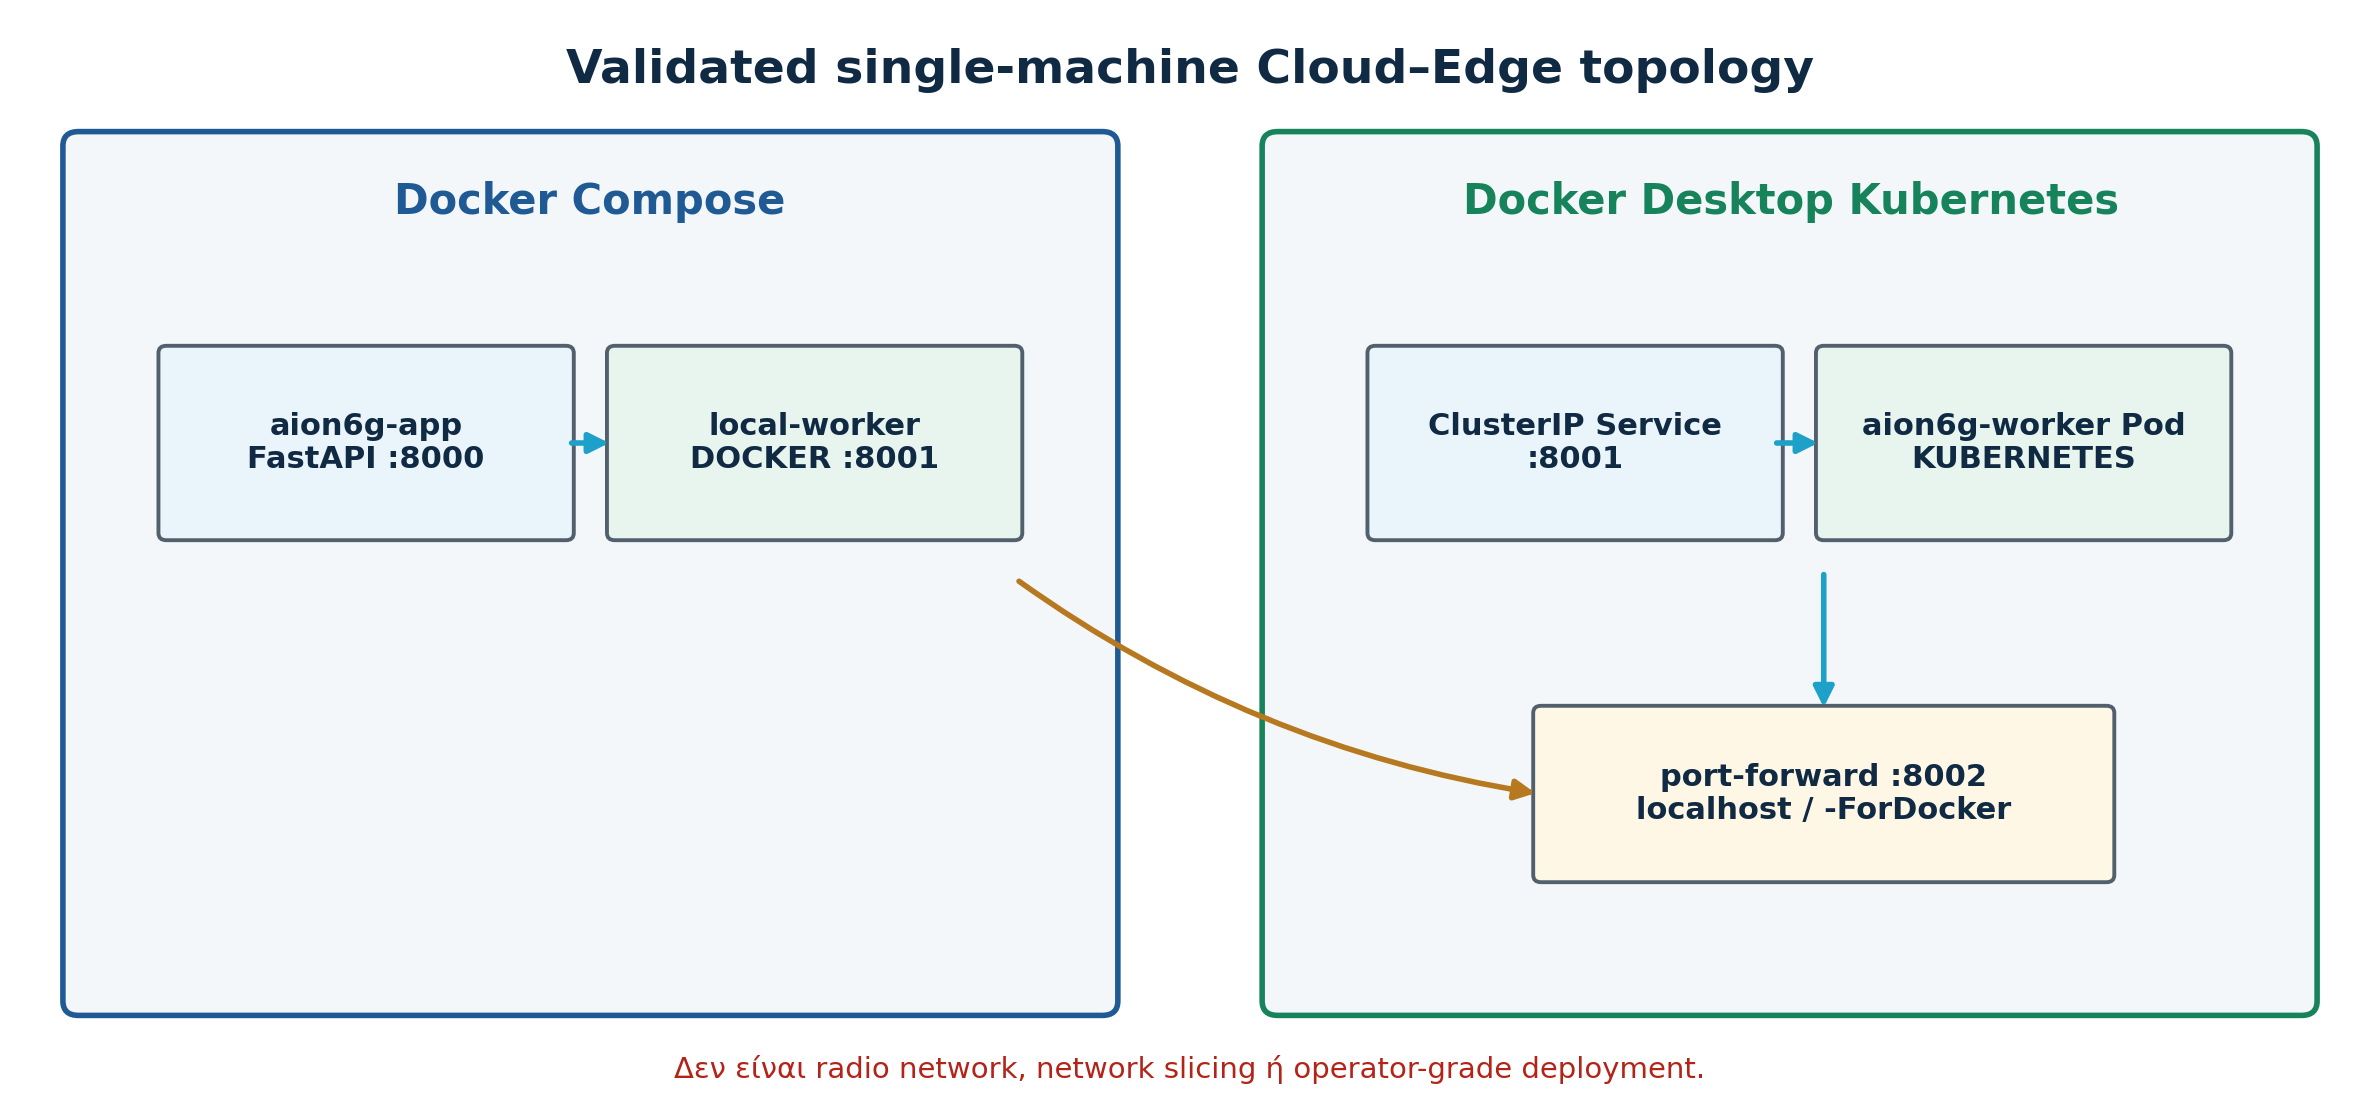 Validated single-machine Cloud–Edge topology
Docker Compose
aion6g-app
FastAPI :8000
local-worker
DOCKER :8001
Docker Desktop Kubernetes
ClusterIP Service
:8001
aion6g-worker Pod
KUBERNETES
port-forward :8002
localhost / -ForDocker
Δεν είναι radio network, network slicing ή operator-grade deployment.